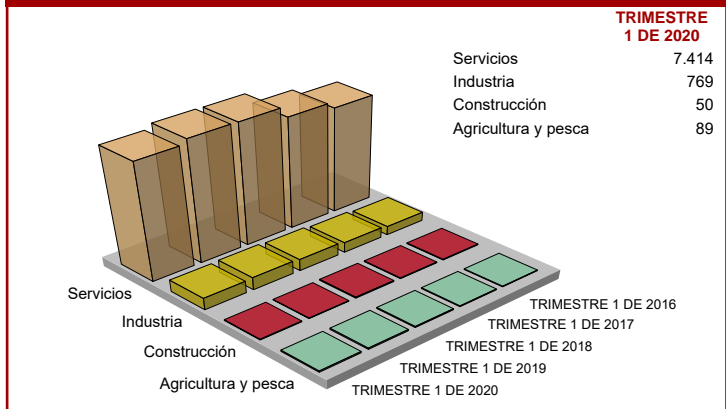 TRIMESTRE
1 DE 2020
Servicios 7.414
Industria 769
Construcción 50
Agricultura y pesca 89
Servicios
Industria
Construcción
Agricultura y pesca
TRIMESTRE 1 DE 2016
TRIMESTRE 1 DE 2017
TRIMESTRE 1 DE 2018
TRIMESTRE 1 DE 2019
TRIMESTRE 1 DE 2020